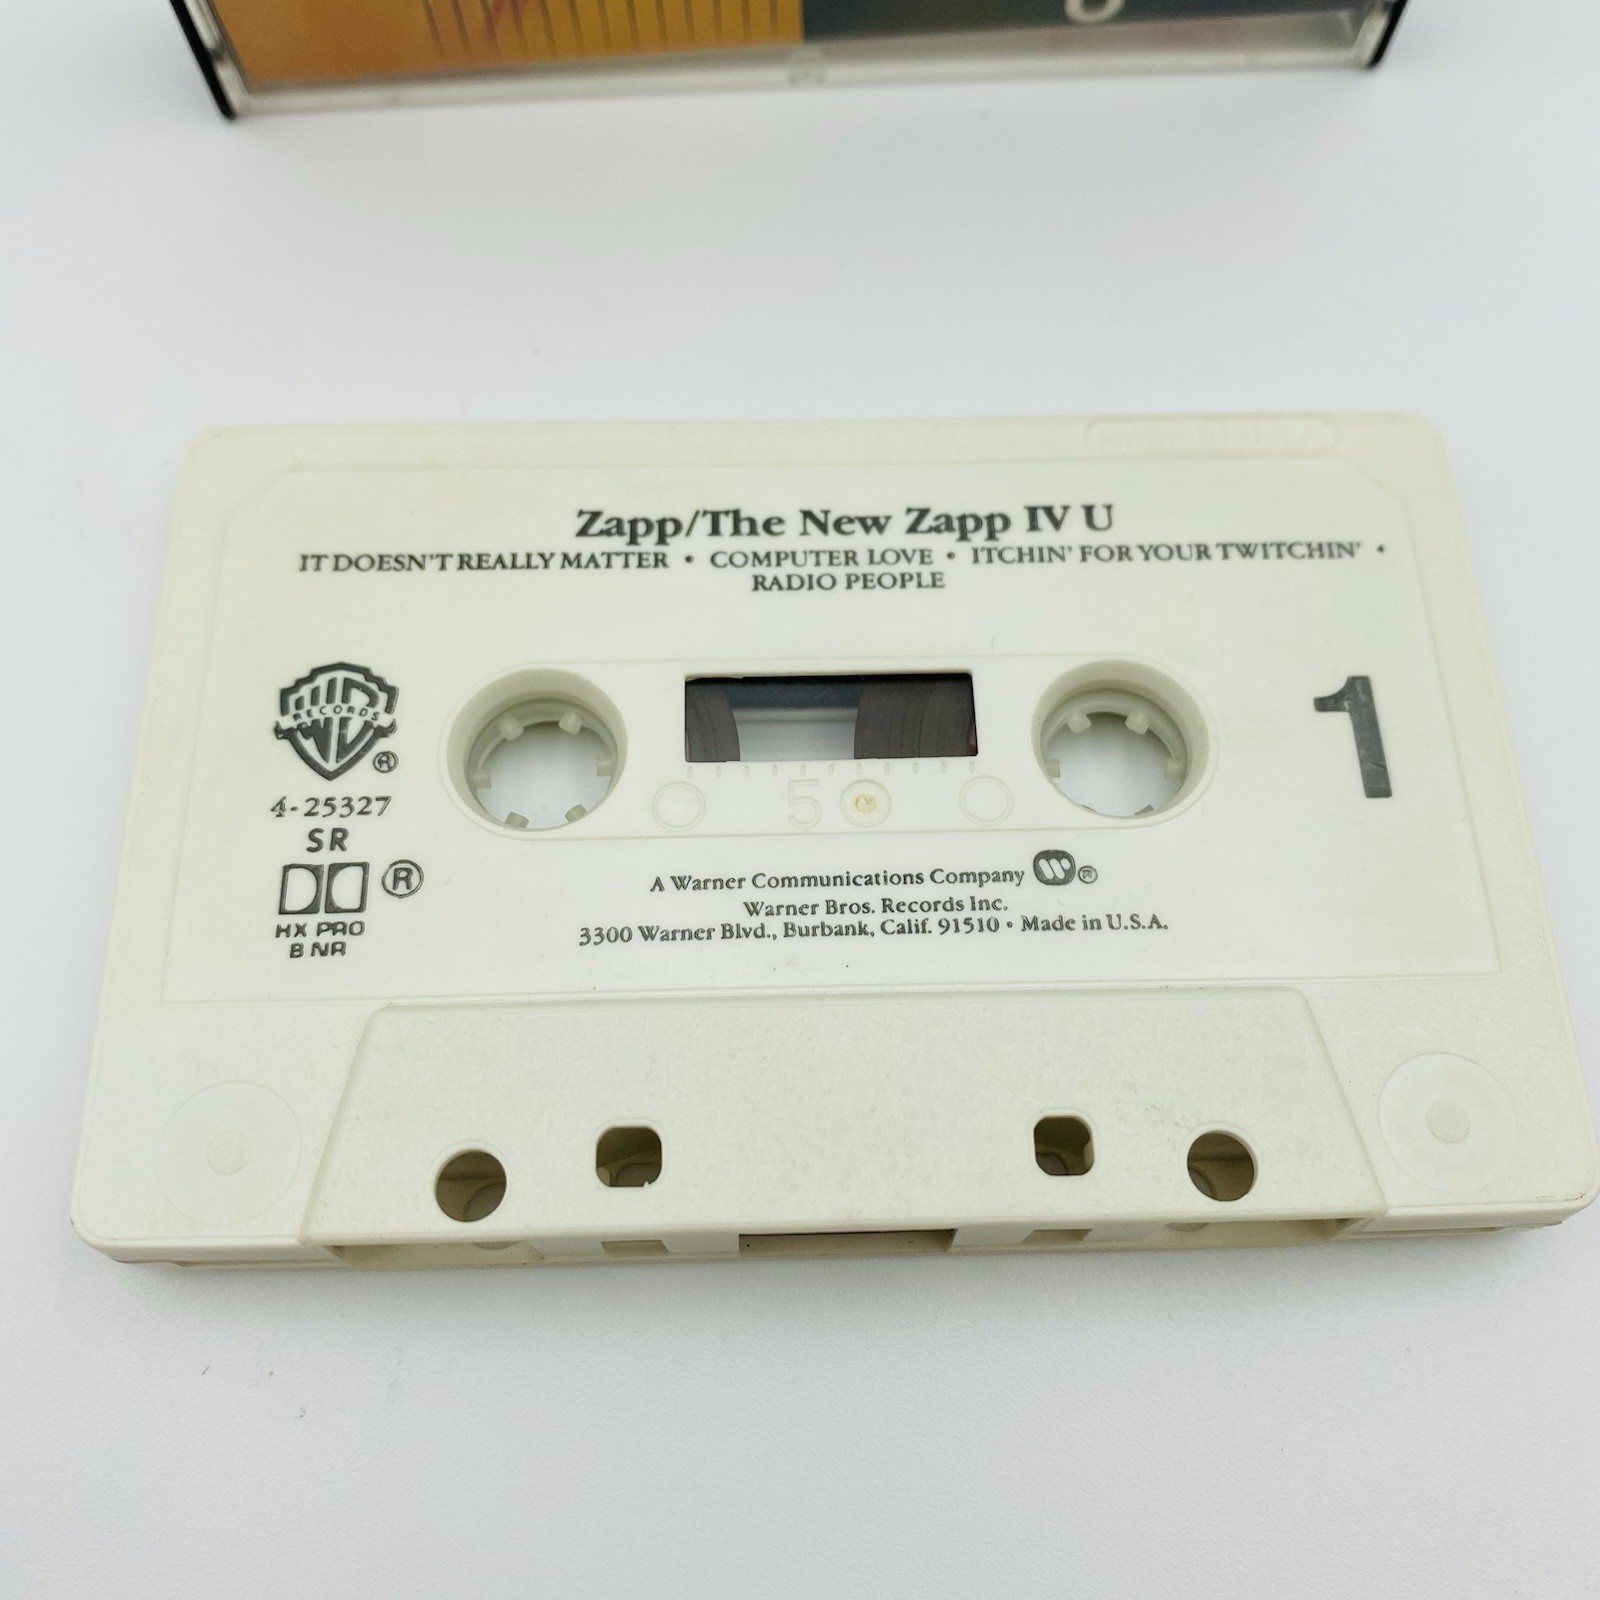 Zapp/The New Zapp IV U
IT DOESN'T REALLY MATTER • COMPUTER LOVE • ITCHIN' FOR YOUR TWITCHIN' •
RADIO PEOPLE
RECORDS
®
4-25327
SR
®
HX PRO
B NR
1
50
A Warner Communications Company ®
Warner Bros. Records Inc.
3300 Warner Blvd., Burbank, Calif. 91510 • Made in U.S.A.